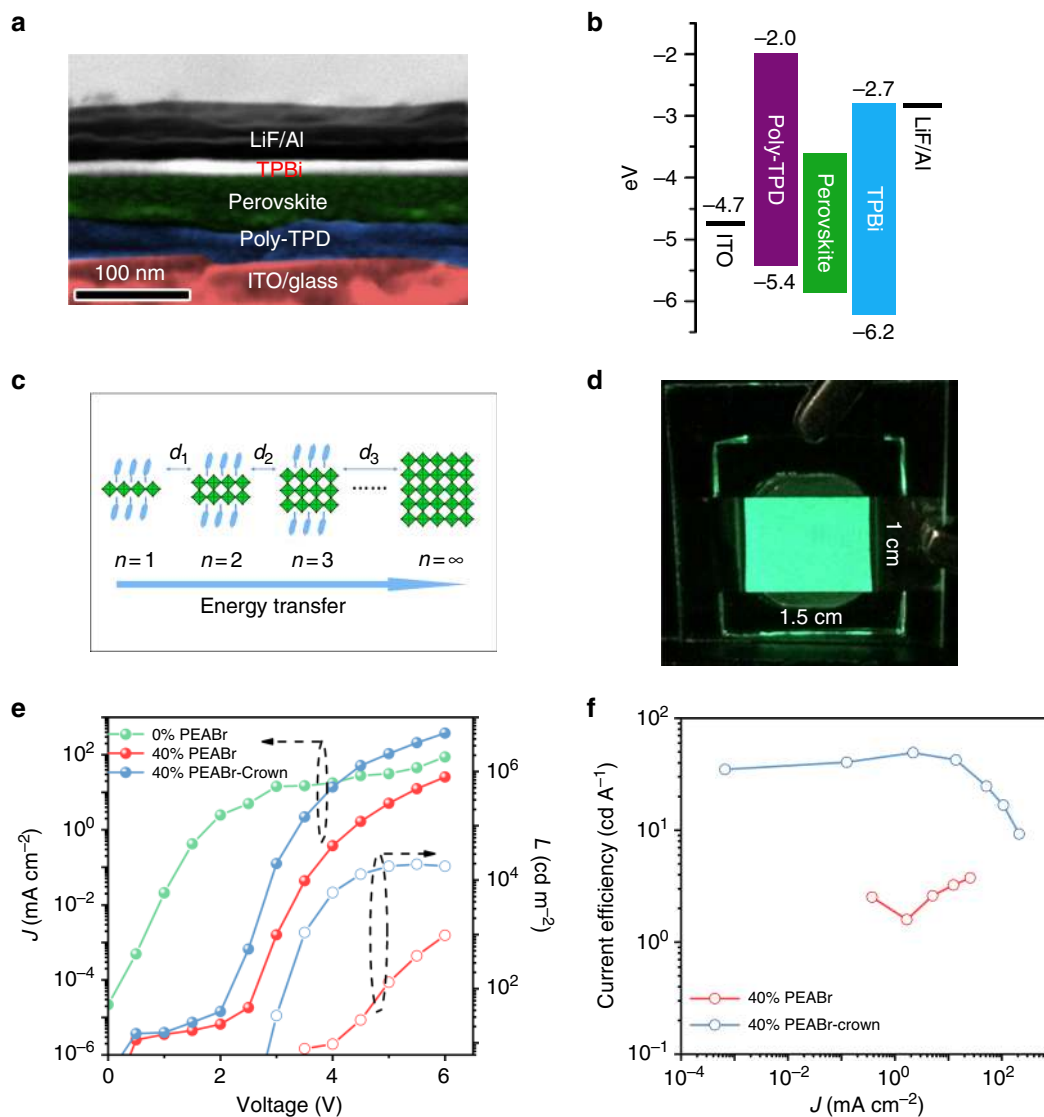 a
LiF/Al
TPBi
Perovskite
Poly-TPD
ITO/glass
100 nm
b
eV
−2
−3
−4
−5
−6
−4.7
ITO
−2.0
Poly-TPD
−5.4
Perovskite
−2.7
TPBi
−6.2
LiF/Al
c
d1 d2 d3
......
n=1 n=2 n=3 n=∞
Energy transfer
d
1 cm
1.5 cm
e
0% PEABr
40% PEABr
40% PEABr-Crown
J (mA cm−2)
10^2
10^0
10^−2
10^−4
10^−6
0 2 4 6
Voltage (V)
10^6
10^4
10^2
L (cd m−2)
f
Current efficiency (cd A−1)
10^2
10^1
10^0
10^−1
40% PEABr
40% PEABr-crown
10^−4 10^−2 10^0 10^2
J (mA cm−2)